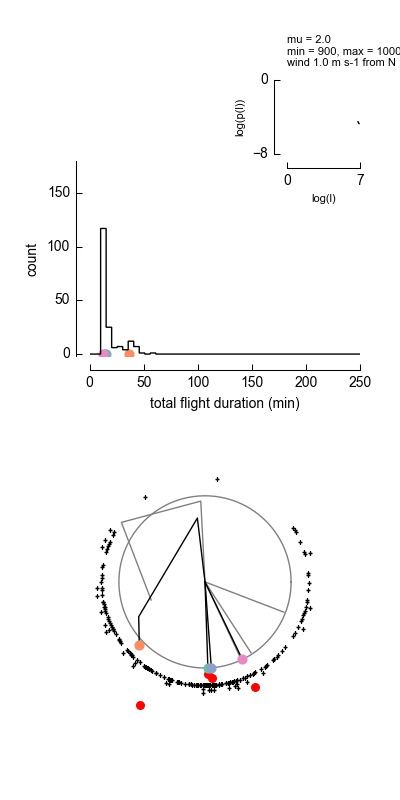 mu = 2.0
min = 900, max = 1000
wind 1.0 m s-1 from N
0
log(p(l))
−8
0 7
log(l)
150
100
50
0
count
0 50 100 150 200 250
total flight duration (min)